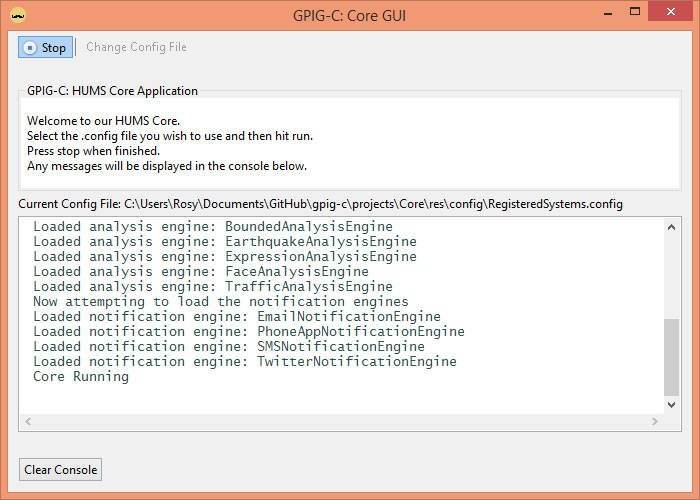 GPIG-C: Core GUI
Stop
Change Config File
GPIG-C: HUMS Core Application
Welcome to our HUMS Core.
Select the .config file you wish to use and then hit run.
Press stop when finished.
Any messages will be displayed in the console below.
Current Config File: C:\Users\Rosy\Documents\GitHub\gpig-c\projects\Core\res\config\RegisteredSystems.config
Loaded analysis engine: BoundedAnalysisEngine
Loaded analysis engine: EarthquakeAnalysisEngine
Loaded analysis engine: ExpressionAnalysisEngine
Loaded analysis engine: FaceAnalysisEngine
Loaded analysis engine: TrafficAnalysisEngine
Now attempting to load the notification engines
Loaded notification engine: EmailNotificationEngine
Loaded notification engine: PhoneAppNotificationEngine
Loaded notification engine: SMSNotificationEngine
Loaded notification engine: TwitterNotificationEngine
Core Running
Clear Console